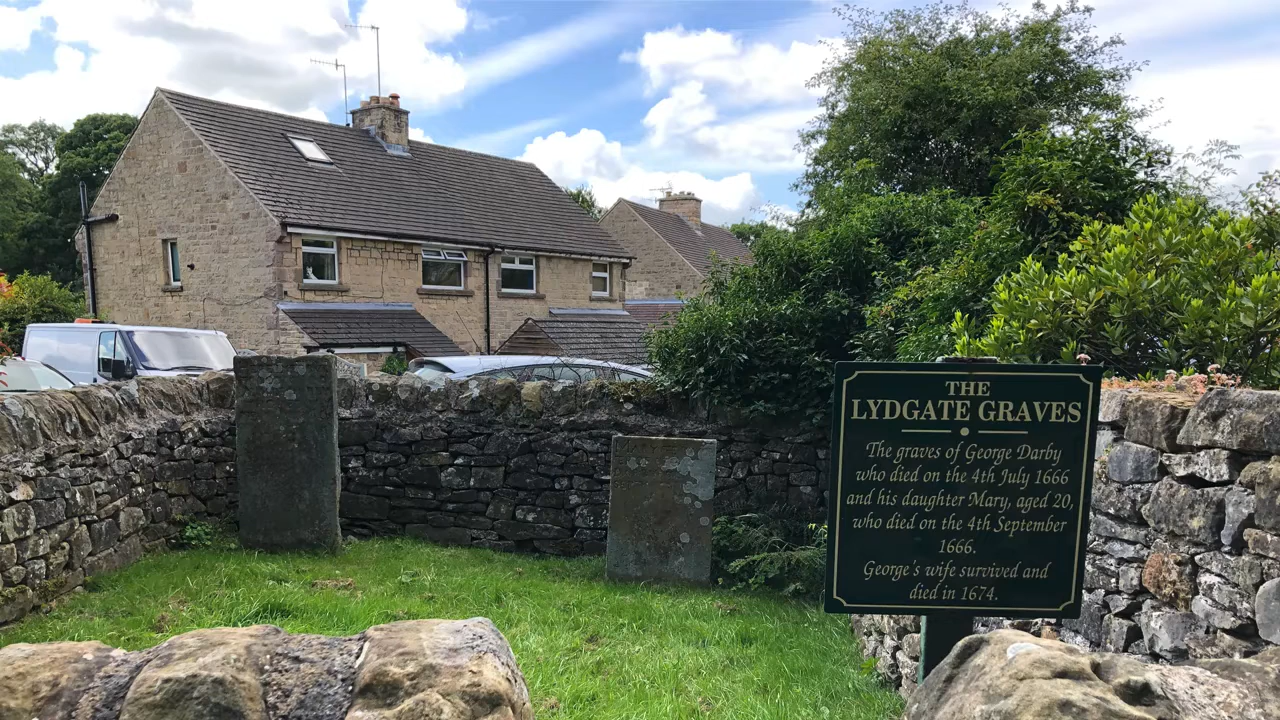 THE
LYDGATE GRAVES
The graves of George Darby
who died on the 4th July 1666
and his daughter Mary, aged 20,
who died on the 4th September
1666.
George's wife survived and
died in 1674.